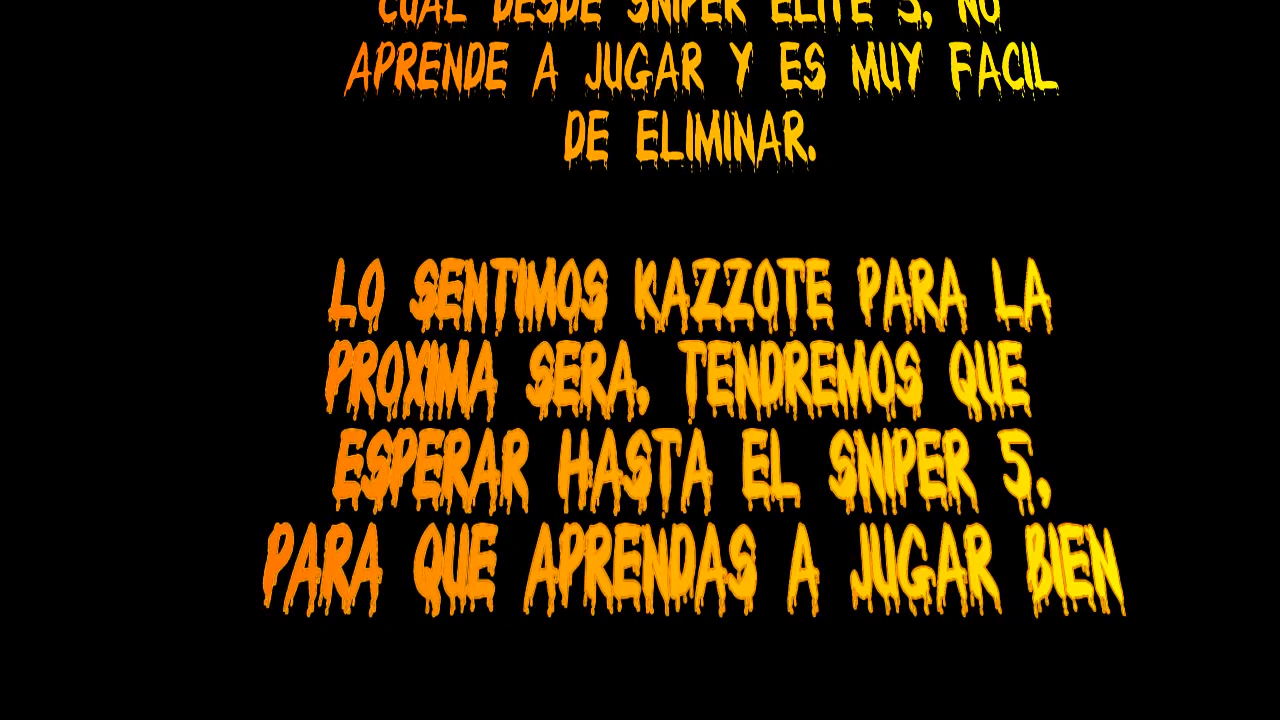 CUAL DESDE SNIPER ELITE 3, NO
APRENDE A JUGAR Y ES MUY FACIL
DE ELIMINAR.
LO SENTIMOS KAZZOTE PARA LA
PROXIMA SERA, TENDREMOS QUE
ESPERAR HASTA EL SNIPER 5,
PARA QUE APRENDAS A JUGAR BIEN